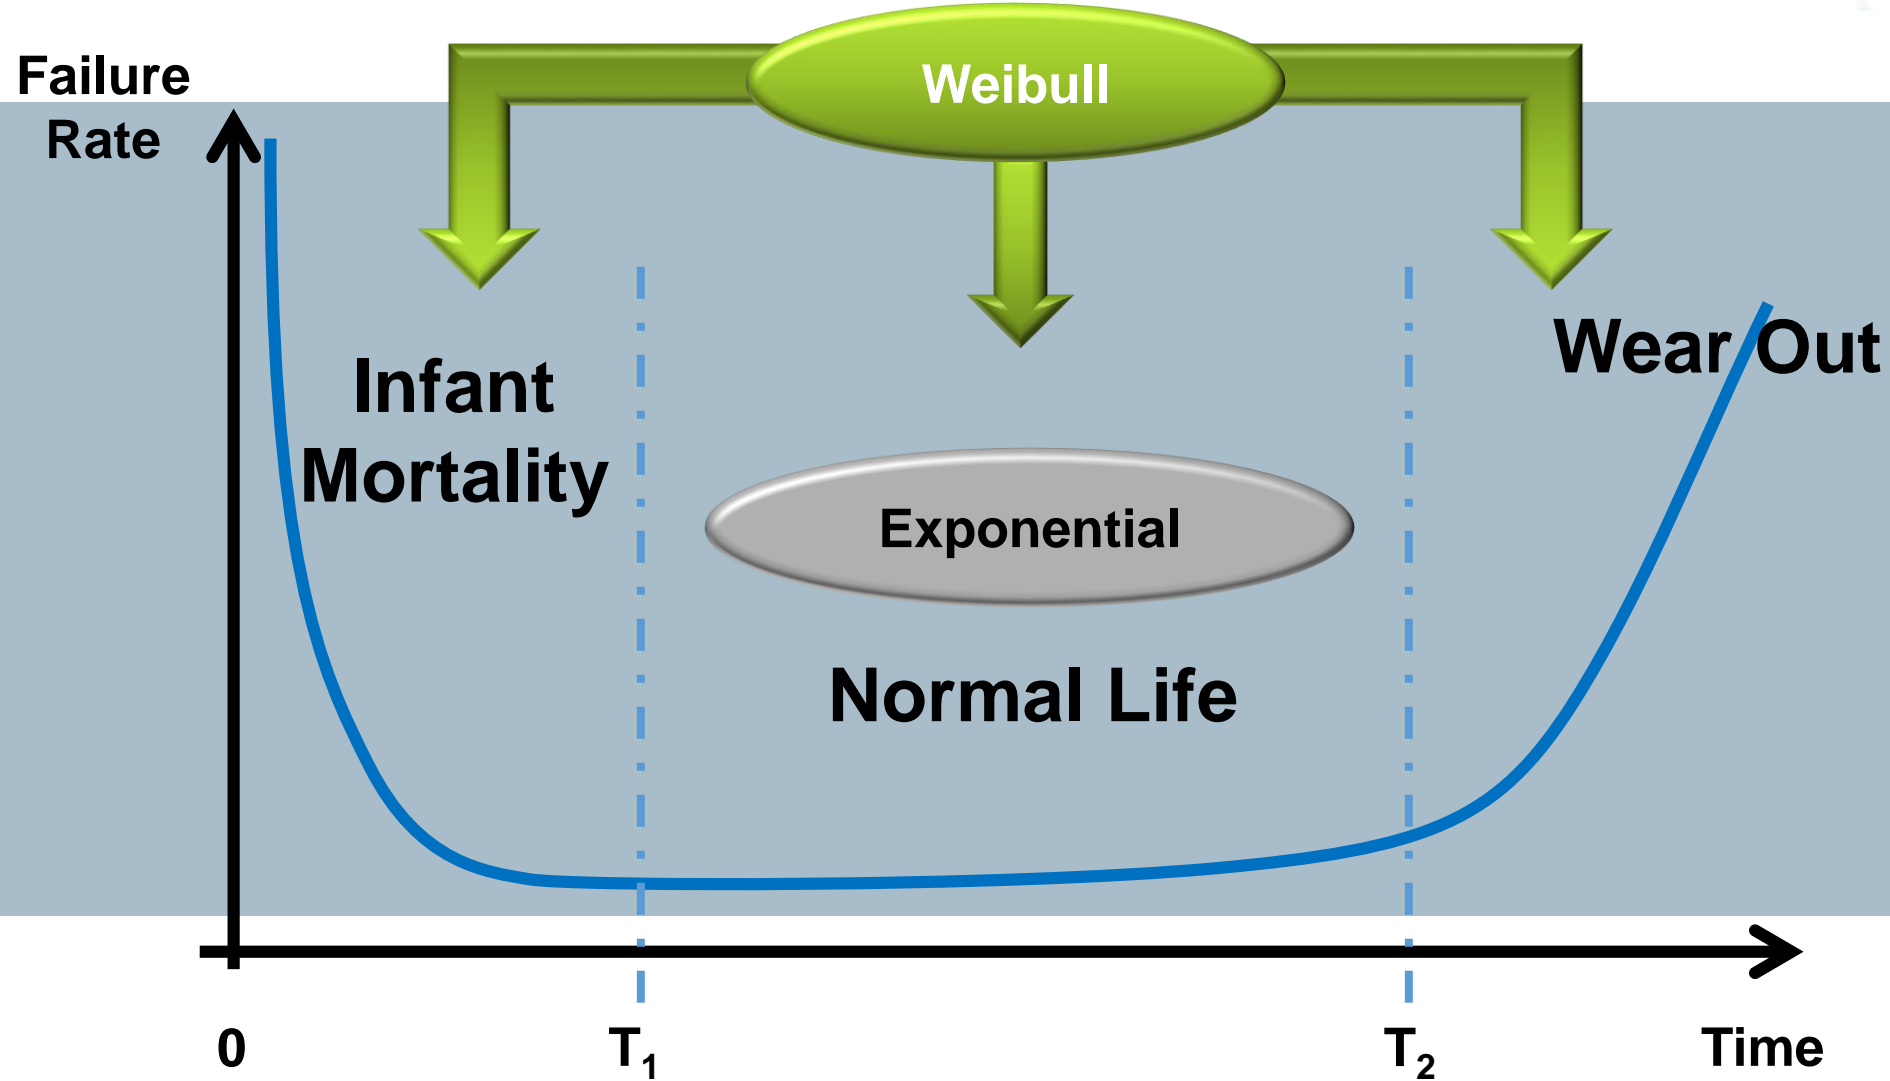 Failure
Rate
Weibull
Infant
Mortality
Wear Out
Exponential
Normal Life
0
T₁
T₂
Time